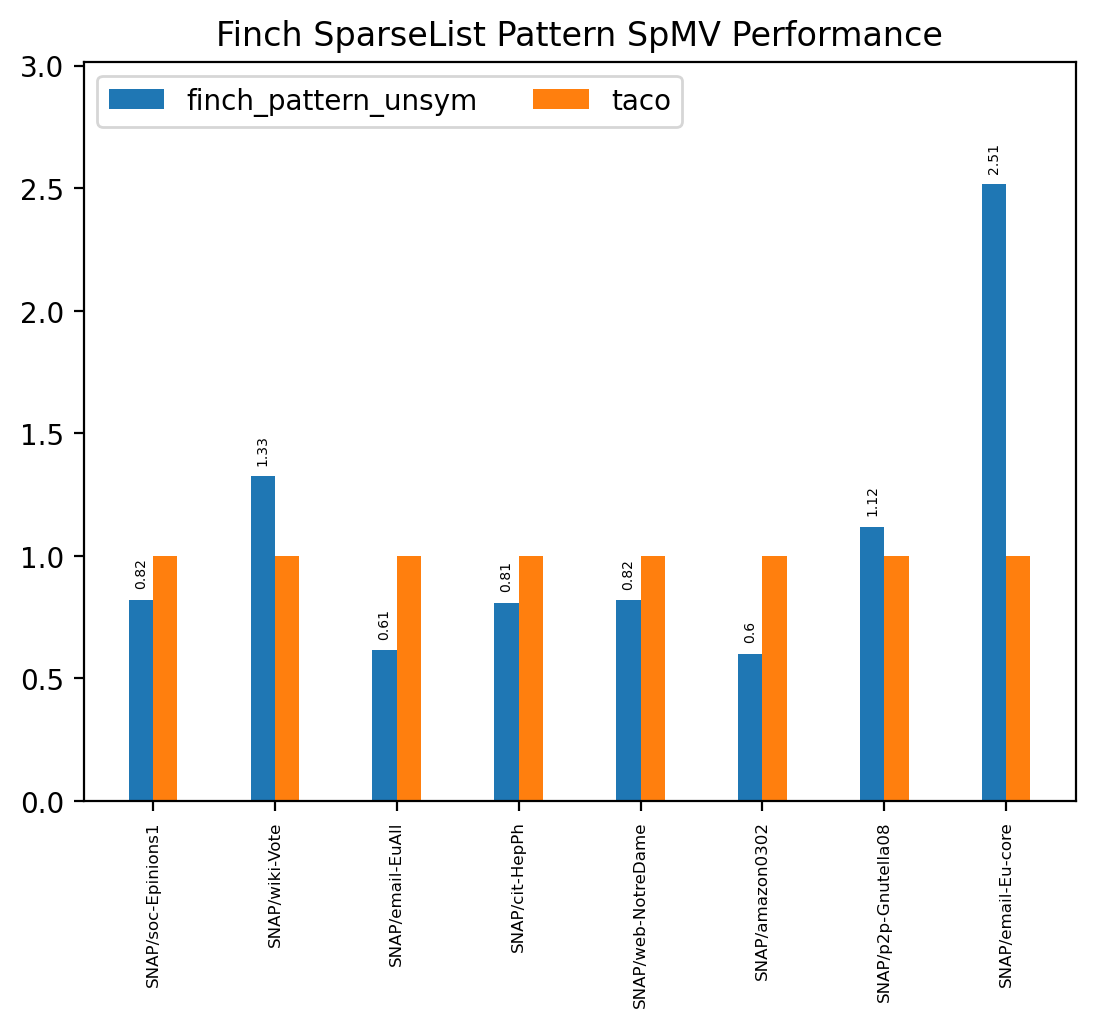 Finch SparseList Pattern SpMV Performance
finch_pattern_unsym taco
3.0
2.5
2.0
1.5
1.0
0.5
0.0
0.82
1.33
0.61
0.81
0.82
0.6
1.12
2.51
SNAP/soc-Epinions1
SNAP/wiki-Vote
SNAP/email-EuAll
SNAP/cit-HepPh
SNAP/web-NotreDame
SNAP/amazon0302
SNAP/p2p-Gnutella08
SNAP/email-Eu-core